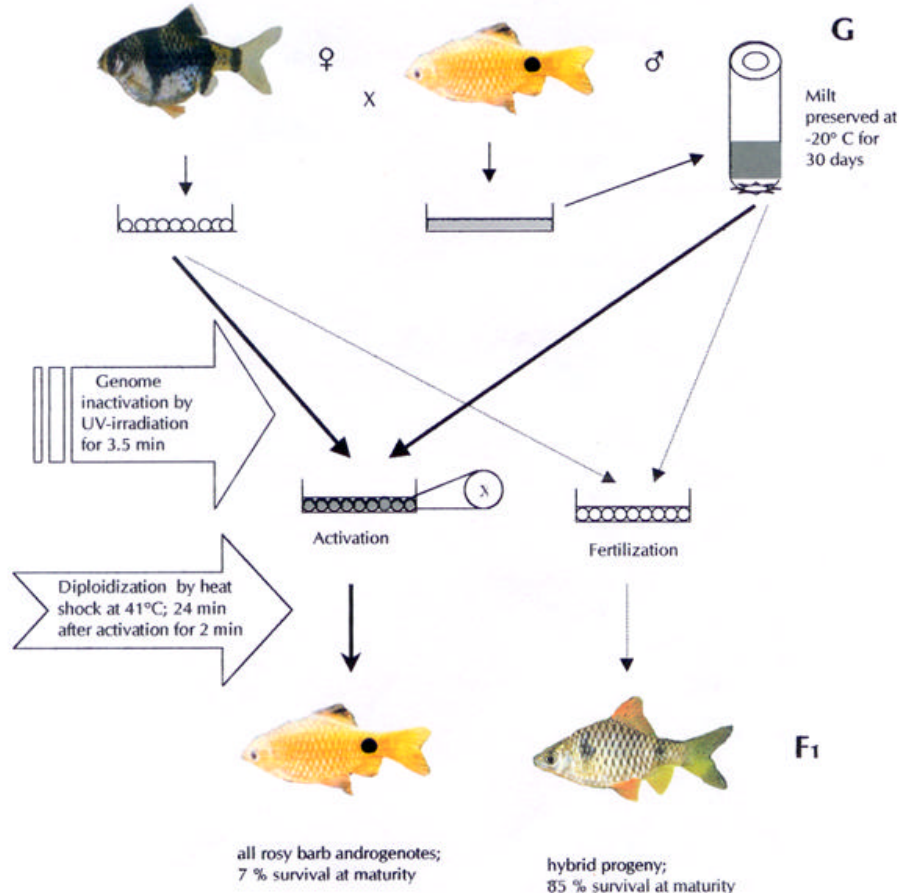 G
♀
X
♂
Milt
preserved at
-20° C for
30 days
Genome
inactivation by
UV-irradiation
for 3.5 min
X
Activation
Fertilization
Diploidization by heat
shock at 41°C; 24 min
after activation for 2 min
F1
all rosy barb androgenotes;
7 % survival at maturity
hybrid progeny;
85 % survival at maturity